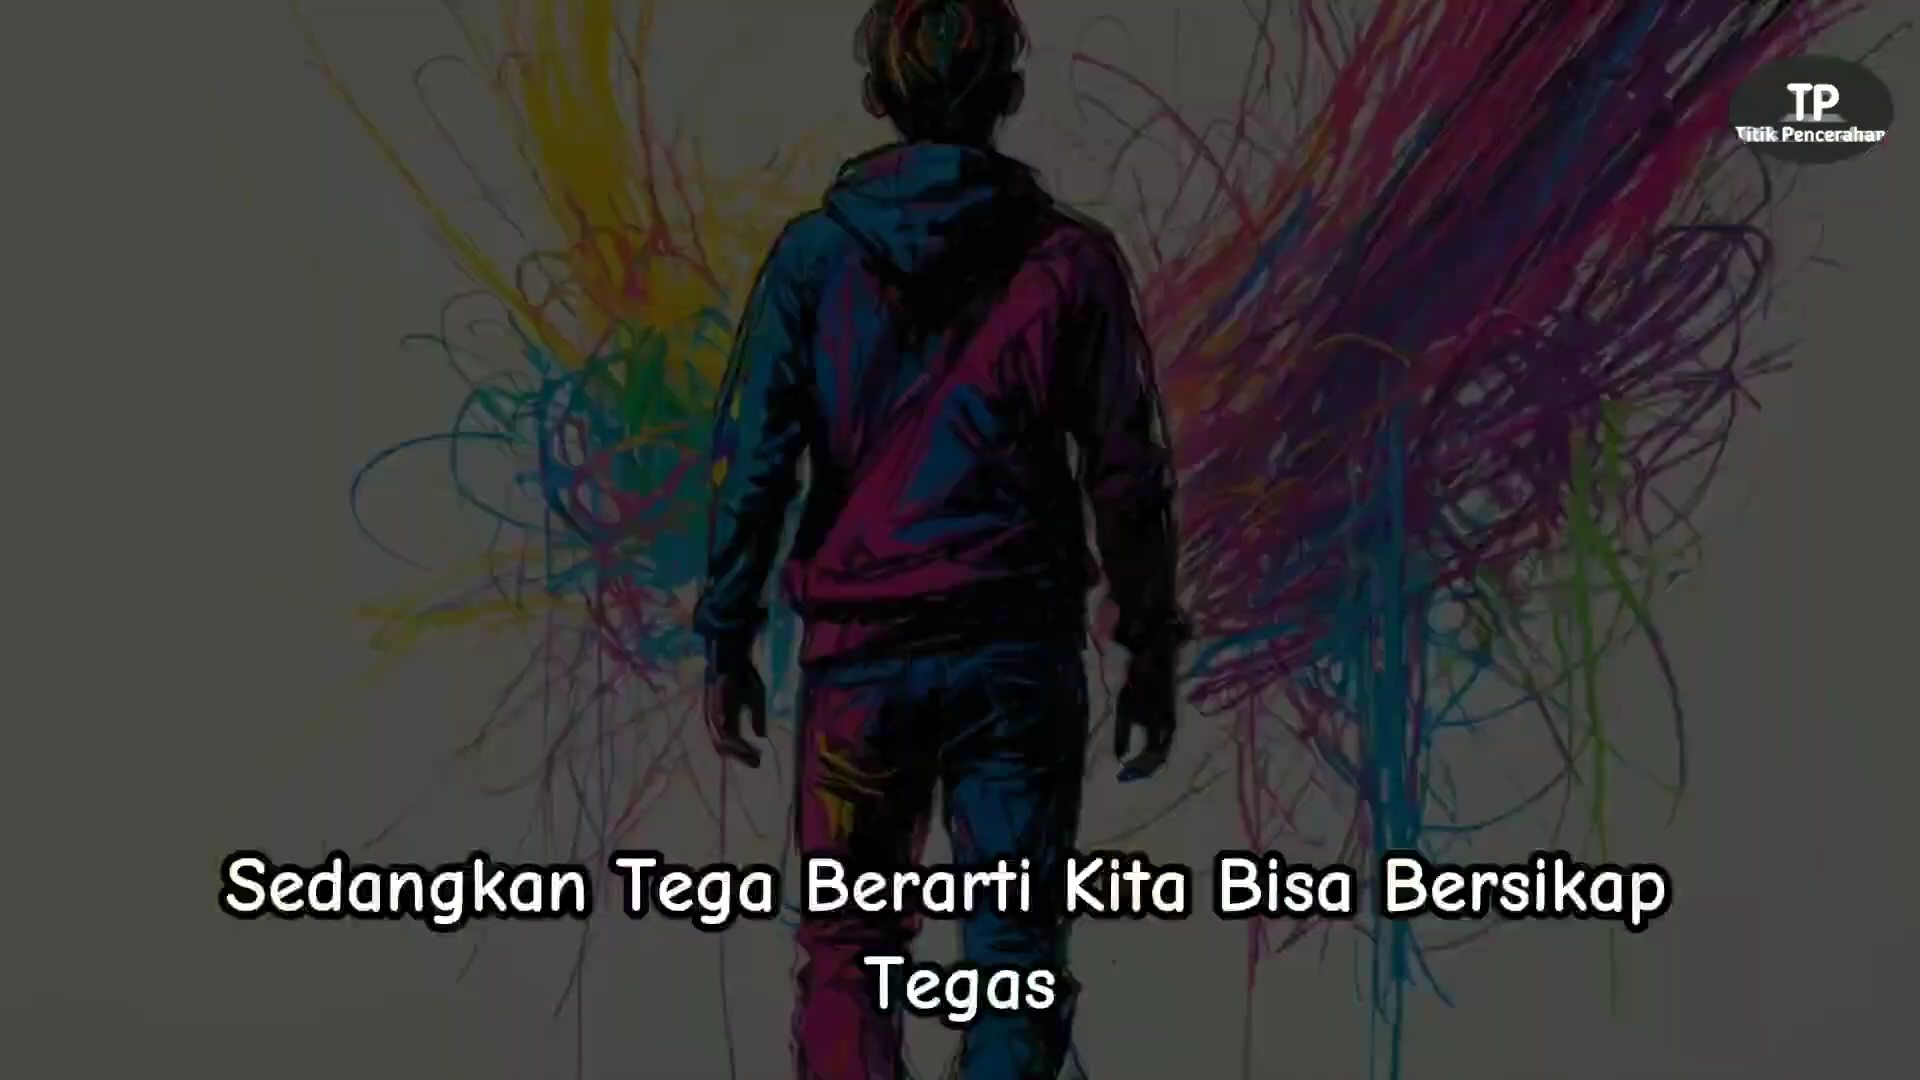 TP
Titik Pencerahan
Sedangkan Tega Berarti Kita Bisa Bersikap
Tegas